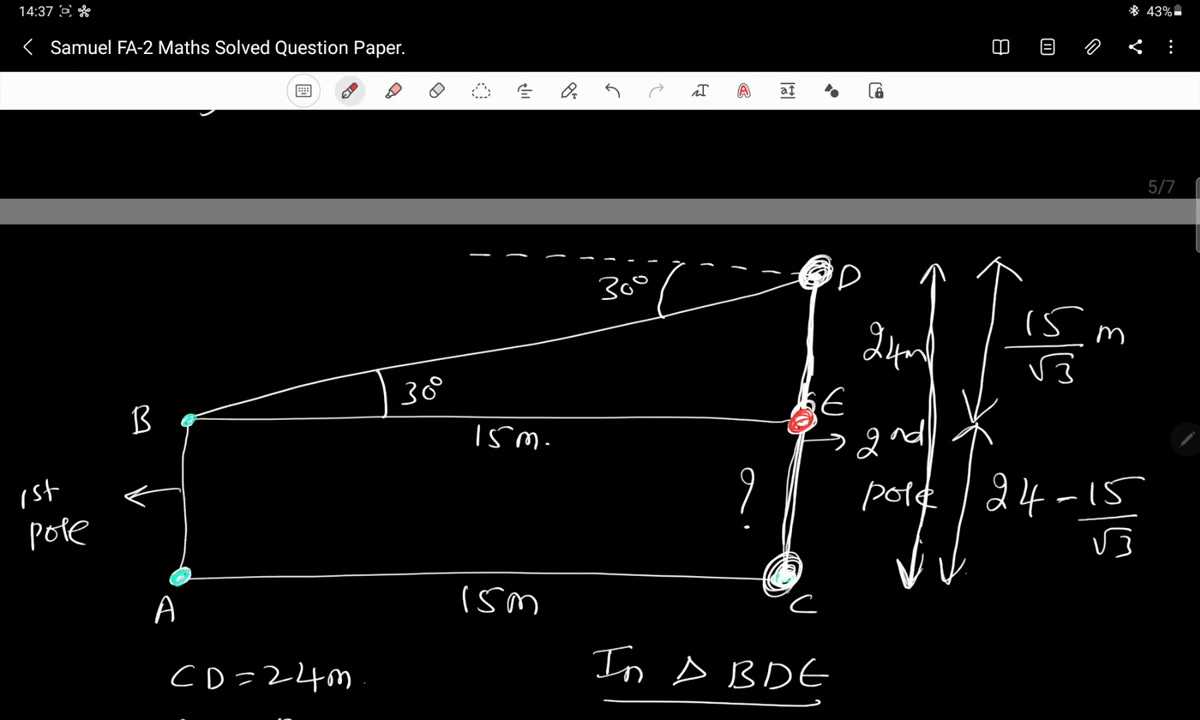 14:37
43%
Samuel FA-2 Maths Solved Question Paper.
5/7
30°
D
24m
15/√3 m
30°
B
E
15m.
2nd
pole
1st
pole
?
24 - 15/√3
A
15m
C
CD = 24m.
In Δ BDE